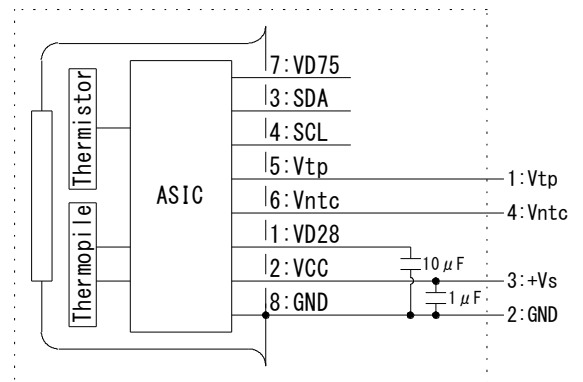 Thermistor
Thermopile
ASIC
7:VD75
3:SDA
4:SCL
5:Vtp
6:Vntc
1:VD28
2:VCC
8:GND
10μF
1μF
1:Vtp
4:Vntc
3:+Vs
2:GND